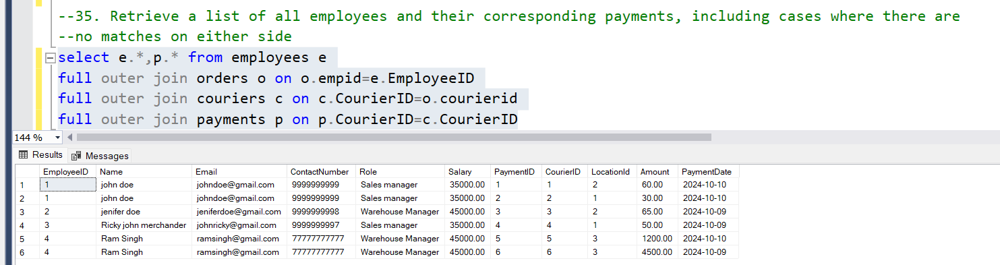 --35. Retrieve a list of all employees and their corresponding payments, including cases where there are
--no matches on either side
select e.*,p.* from employees e
full outer join orders o on o.empid=e.EmployeeID
full outer join couriers c on c.CourierID=o.courierid
full outer join payments p on p.CourierID=c.CourierID
144 %
Results Messages
EmployeeID Name Email ContactNumber Role Salary PaymentID CourierID LocationId Amount PaymentDate
1 1 john doe johndoe@gmail.com 9999999999 Sales manager 35000.00 1 1 2 60.00 2024-10-10
2 1 john doe johndoe@gmail.com 9999999999 Sales manager 35000.00 2 2 1 30.00 2024-10-10
3 2 jenifer doe jeniferdoe@gmail.com 9999999998 Warehouse Manager 45000.00 3 3 2 65.00 2024-10-09
4 3 Ricky john merchander johnricky@gmail.com 9999999997 Sales manager 35000.00 4 4 1 50.00 2024-10-09
5 4 Ram Singh ramsingh@gmail.com 77777777777 Warehouse Manager 45000.00 5 5 3 1200.00 2024-10-10
6 4 Ram Singh ramsingh@gmail.com 77777777777 Warehouse Manager 45000.00 6 6 3 4500.00 2024-10-09